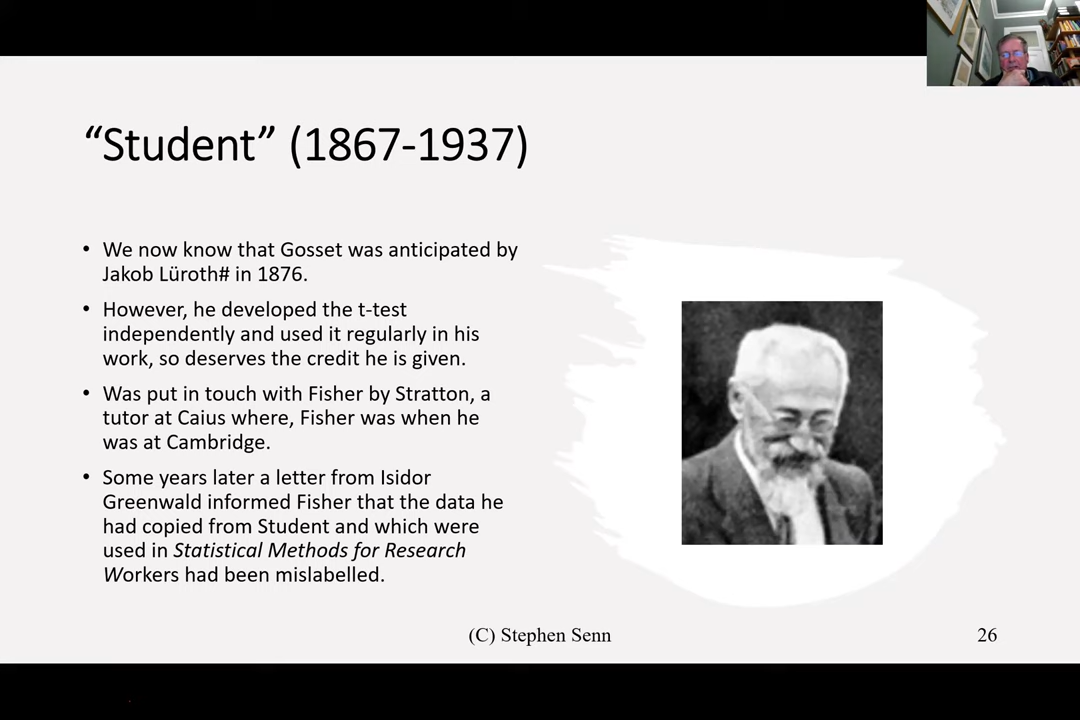 “Student” (1867-1937)
• We now know that Gosset was anticipated by
Jakob Lüroth# in 1876.
• However, he developed the t-test
independently and used it regularly in his
work, so deserves the credit he is given.
• Was put in touch with Fisher by Stratton, a
tutor at Caius where, Fisher was when he
was at Cambridge.
• Some years later a letter from Isidor
Greenwald informed Fisher that the data he
had copied from Student and which were
used in Statistical Methods for Research
Workers had been mislabelled.
(C) Stephen Senn
26